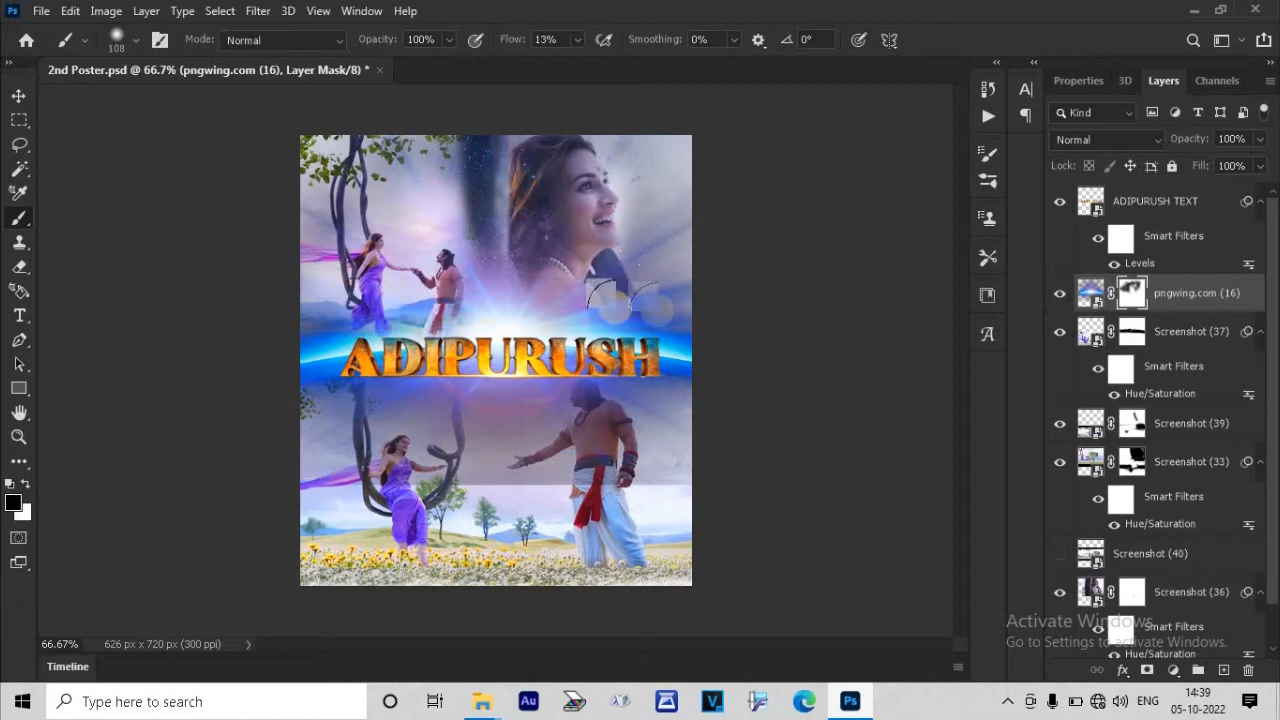 Ps File Edit Image Layer Type Select Filter 3D View Window Help
108 Mode: Normal Opacity: 100% Flow: 13% Smoothing: 0% 0°
2nd Poster.psd @ 66.7% (pngwing.com (16), Layer Mask/8) *
Properties 3D Layers Channels
Kind
Normal Opacity: 100%
Lock: Fill: 100%
ADIPURUSH TEXT
Smart Filters
Levels
pngwing.com (16)
Screenshot (37)
Smart Filters
Hue/Saturation
Screenshot (39)
Screenshot (33)
Smart Filters
Hue/Saturation
Screenshot (40)
Screenshot (36)
Smart Filters
Hue/Saturation
ADIPURUSH
Activate Windows
Go to Settings to activate Windows.
66.67% 626 px x 720 px (300 ppi)
Timeline
Type here to search
Au
V
Ps
ENG
14:39
05-10-2022